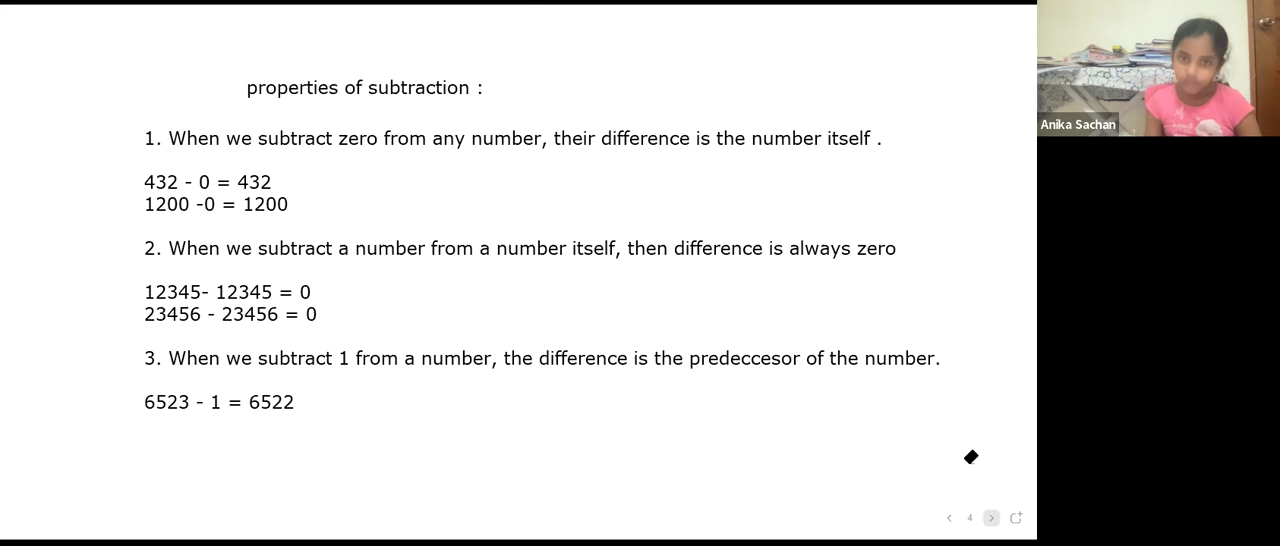 properties of subtraction :
1. When we subtract zero from any number, their difference is the number itself .
432 - 0 = 432
1200 -0 = 1200
2. When we subtract a number from a number itself, then difference is always zero
12345- 12345 = 0
23456 - 23456 = 0
3. When we subtract 1 from a number, the difference is the predeccesor of the number.
6523 - 1 = 6522
4
Anika Sachan